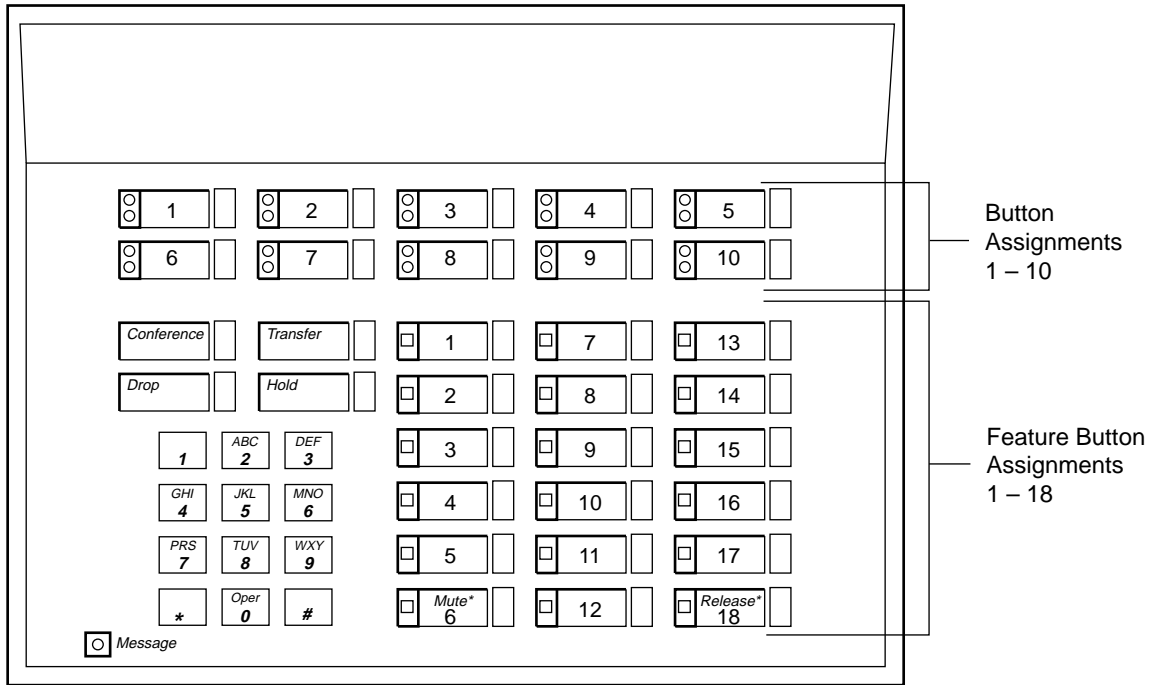 1 2 3 4 5
6 7 8 9 10
Button
Assignments
1 – 10
Conference Transfer 1 7 13
Drop Hold 2 8 14
1 ABC 2 DEF 3 3 9 15
GHI 4 JKL 5 MNO 6 4 10 16
PRS 7 TUV 8 WXY 9 5 11 17
* Oper 0 # Mute* 6 12 Release* 18
Message
Feature Button
Assignments
1 – 18